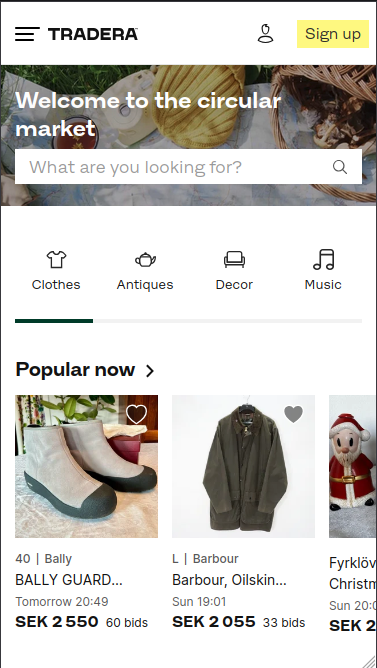 TRADERA
Sign up
Welcome to the circular
market
What are you looking for?
Clothes
Antiques
Decor
Music
Popular now
40 | Bally
BALLY GUARD...
Tomorrow 20:49
SEK 2 550 60 bids
L | Barbour
Barbour, Oilskin...
Sun 19:01
SEK 2 055 33 bids
Fyrklöv
Christm
Sun 20:0
SEK 2